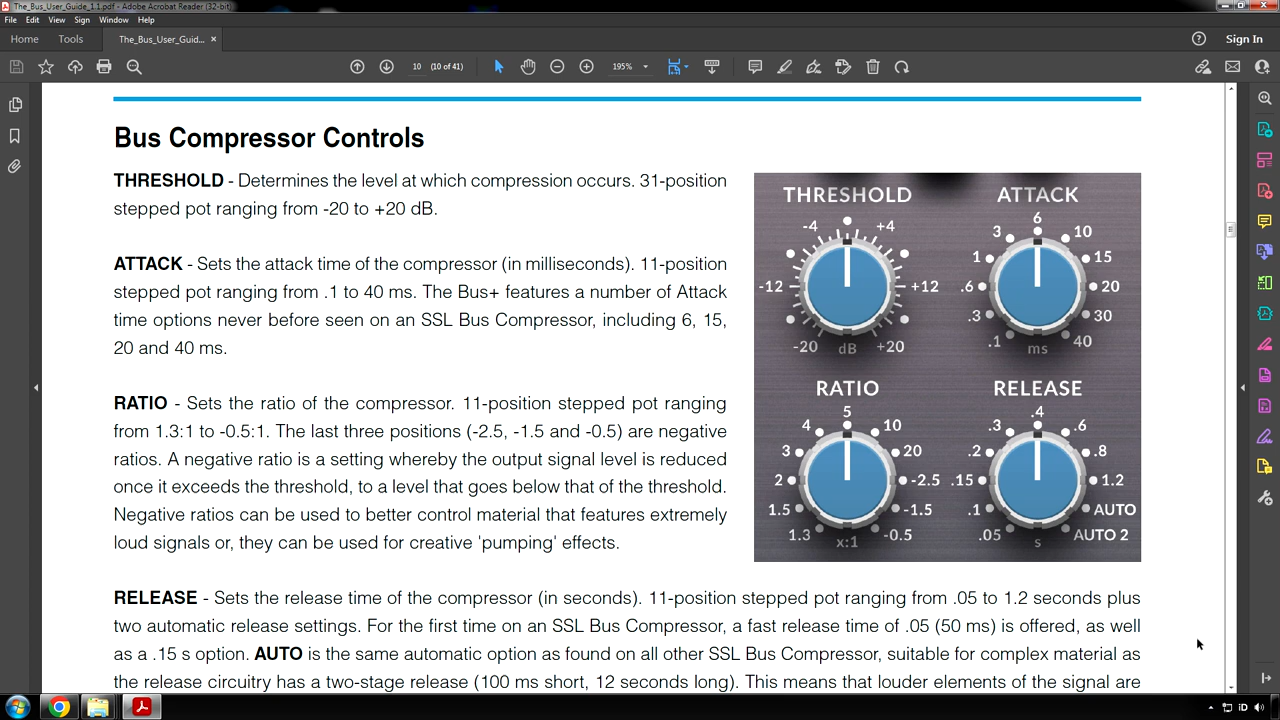 The_Bus_User_Guide_1.1.pdf - Adobe Acrobat Reader (32-bit)
File Edit View Sign Window Help
Home Tools The_Bus_User_Guid... × Sign In
10 (10 of 41) 195%
Bus Compressor Controls
THRESHOLD - Determines the level at which compression occurs. 31-position
stepped pot ranging from -20 to +20 dB.
ATTACK - Sets the attack time of the compressor (in milliseconds). 11-position
stepped pot ranging from .1 to 40 ms. The Bus+ features a number of Attack
time options never before seen on an SSL Bus Compressor, including 6, 15,
20 and 40 ms.
RATIO - Sets the ratio of the compressor. 11-position stepped pot ranging
from 1.3:1 to -0.5:1. The last three positions (-2.5, -1.5 and -0.5) are negative
ratios. A negative ratio is a setting whereby the output signal level is reduced
once it exceeds the threshold, to a level that goes below that of the threshold.
Negative ratios can be used to better control material that features extremely
loud signals or, they can be used for creative 'pumping' effects.
THRESHOLD
-4 +4
-12 +12
-20 dB +20
ATTACK
6
3 10
1 15
.6 20
.3 30
.1 ms 40
RATIO
5
4 10
3 20
2 -2.5
1.5 -1.5
1.3 x:1 -0.5
RELEASE
.4
.3 .6
.2 .8
.15 1.2
.1 AUTO
.05 s AUTO 2
RELEASE - Sets the release time of the compressor (in seconds). 11-position stepped pot ranging from .05 to 1.2 seconds plus
two automatic release settings. For the first time on an SSL Bus Compressor, a fast release time of .05 (50 ms) is offered, as well
as a .15 s option. AUTO is the same automatic option as found on all other SSL Bus Compressor, suitable for complex material as
the release circuitry has a two-stage release (100 ms short, 12 seconds long). This means that louder elements of the signal are
iD